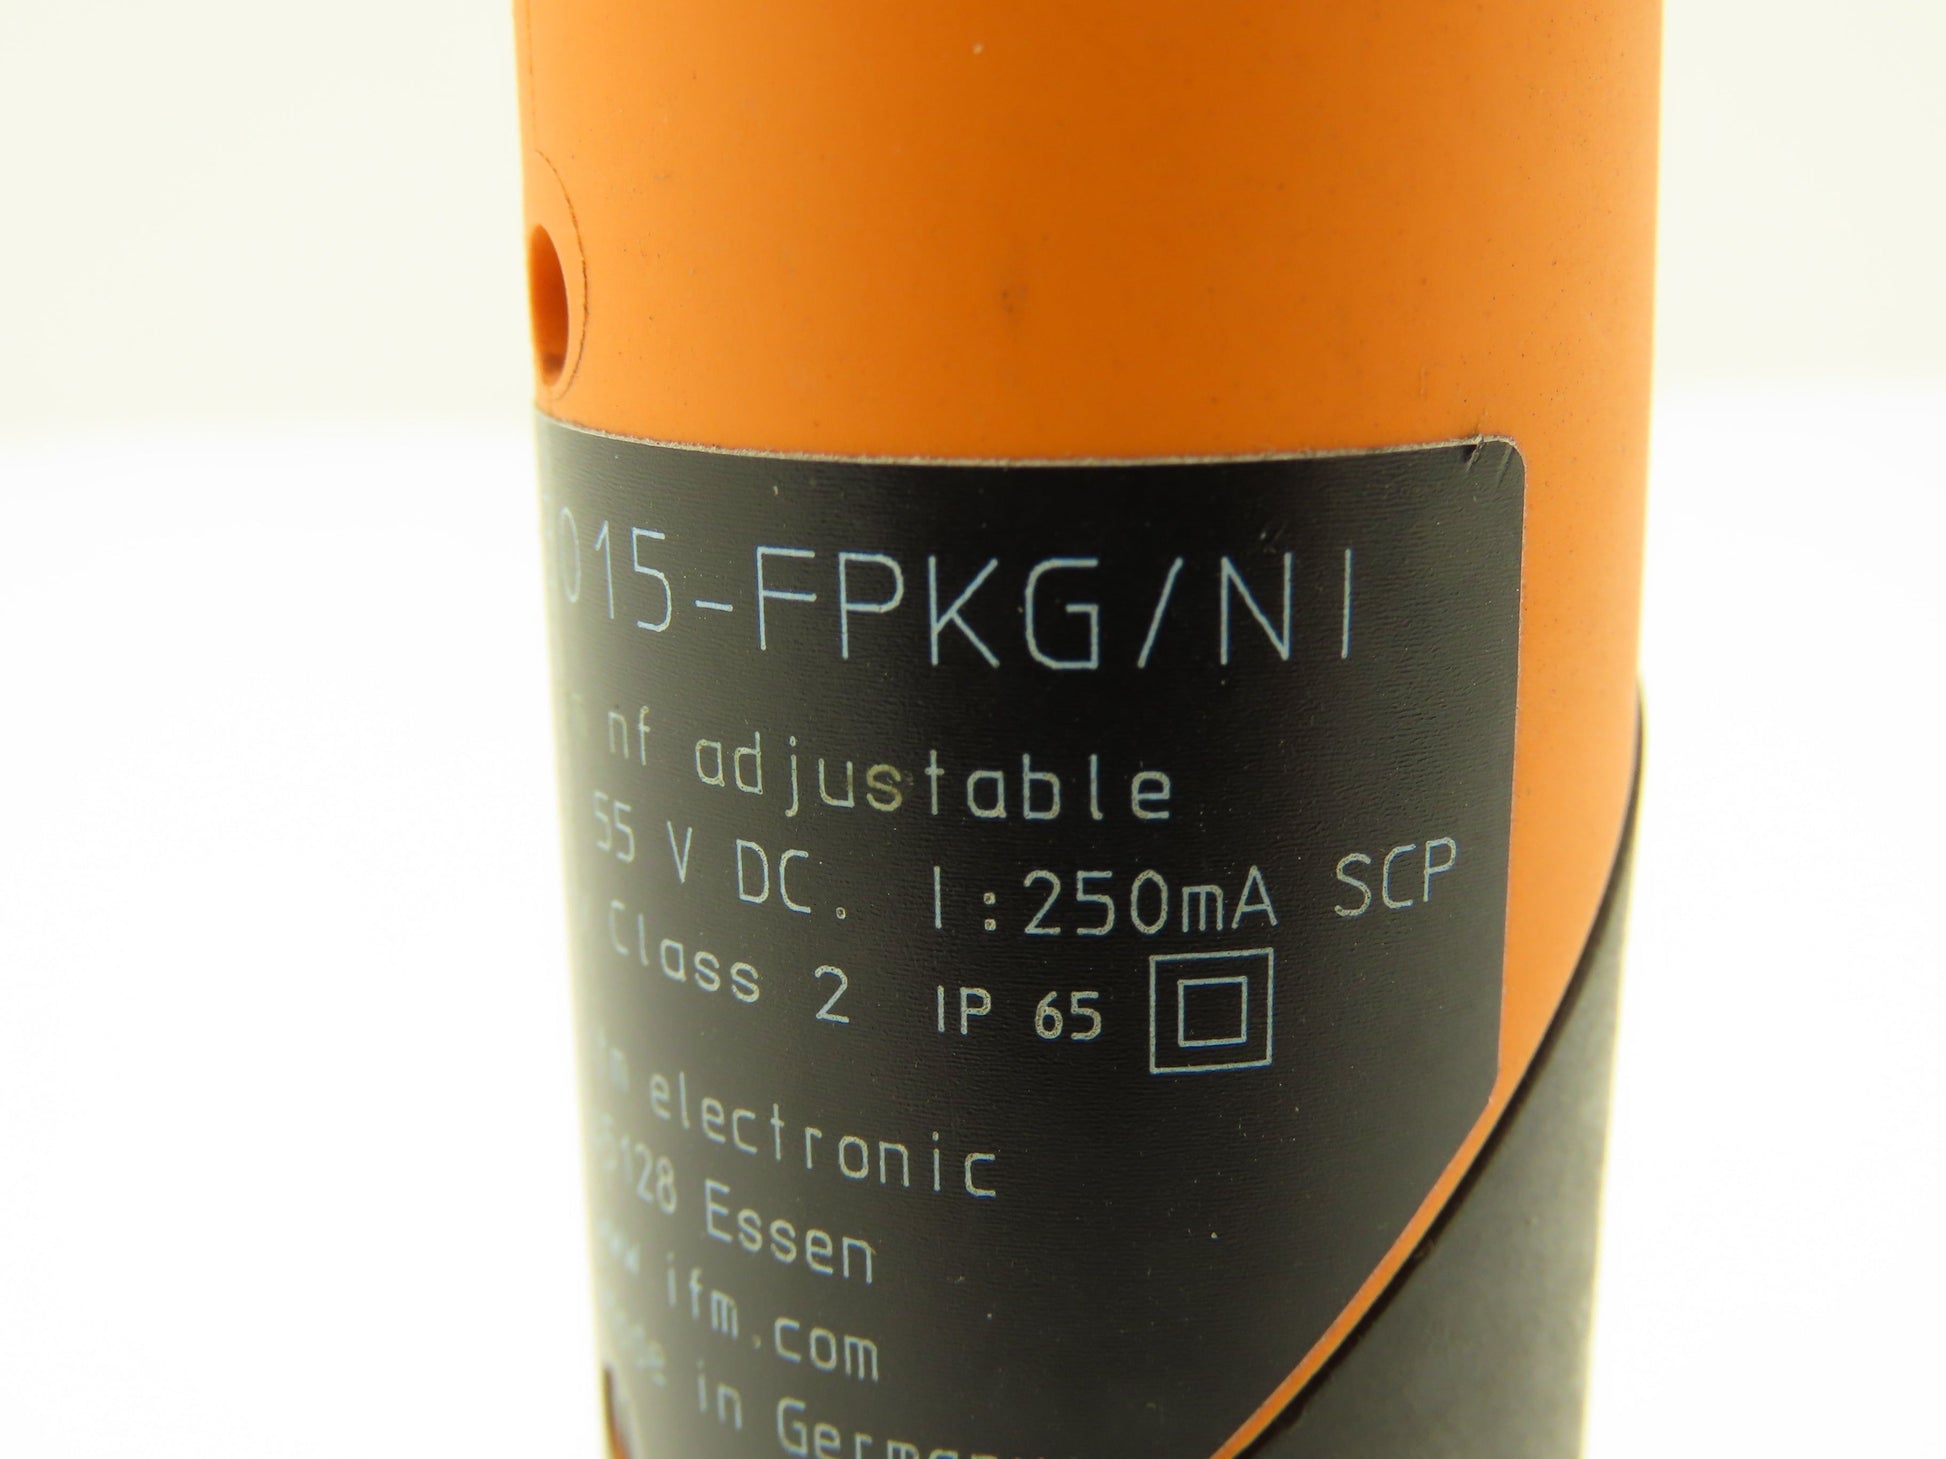 015-FPKG/NI
nf adjustable
55 V DC. I:250mA SCP
Class 2 IP 65
electronic
128 Essen
ifm.com
in German